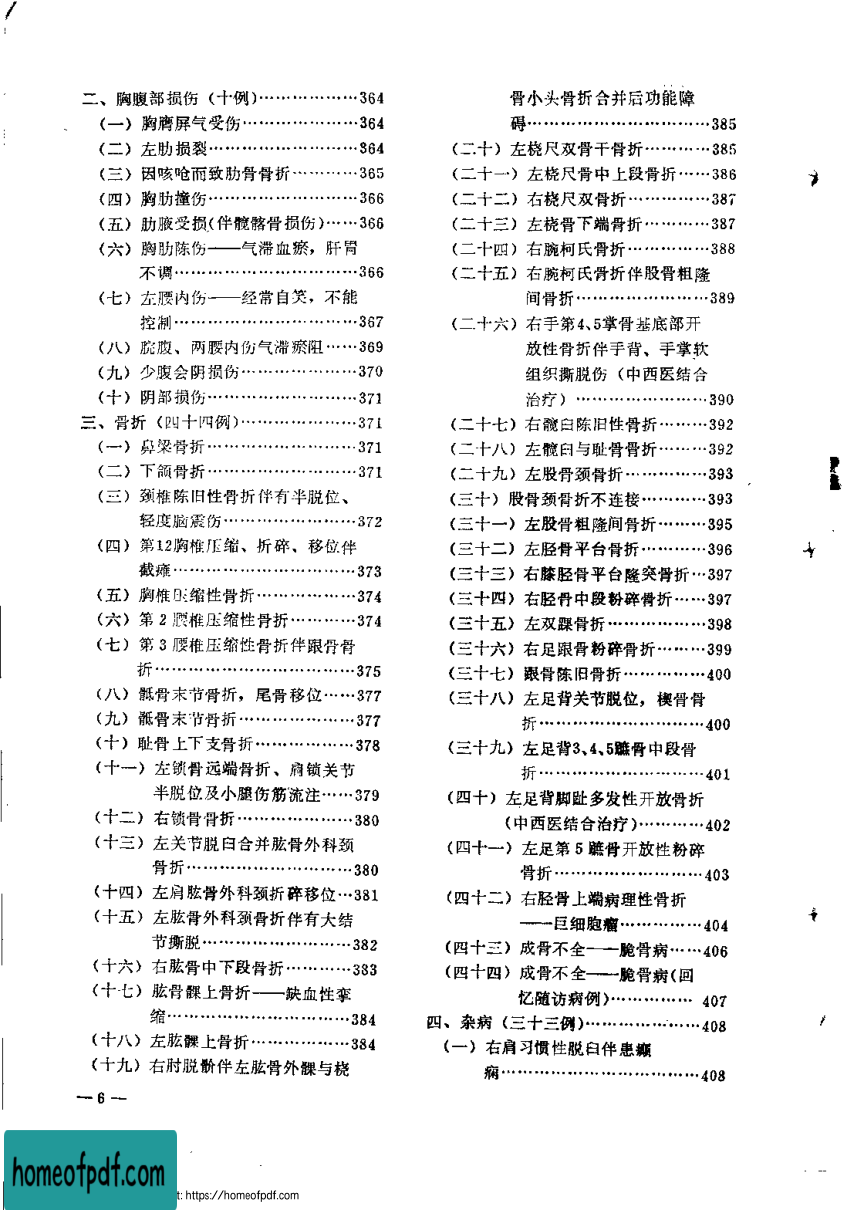 二、胸腹部损伤（十例）………………364
（一）胸膺屏气受伤…………………364
（二）左肋损裂………………………364
（三）因咳呛而致肋骨骨折…………365
（四）胸肋撞伤………………………366
（五）肋腋受损(伴髋髂骨损伤)……366
（六）胸肋陈伤——气滞血瘀，肝胃
不调……………………………366
（七）左腰内伤——经常自笑，不能
控制……………………………367
（八）脘腹、两腰内伤气滞瘀阻……369
（九）少腹会阴损伤…………………370
（十）阴部损伤………………………371
三、骨折（四十四例）…………………371
（一）鼻梁骨折………………………371
（二）下颌骨折………………………371
（三）颈椎陈旧性骨折伴有半脱位、
轻度脑震伤……………………372
（四）第12胸椎压缩、折碎、移位伴
截瘫……………………………373
（五）胸椎压缩性骨折………………374
（六）第2腰椎压缩性骨折…………374
（七）第3腰椎压缩性骨折伴跟骨骨
折………………………………375
（八）骶骨末节骨折，尾骨移位……377
（九）骶骨末节骨折…………………377
（十）耻骨上下支骨折………………378
（十一）左锁骨远端骨折、肩锁关节
半脱位及小腿伤筋流注……379
（十二）右锁骨骨折…………………380
（十三）左关节脱臼合并肱骨外科颈
骨折…………………………380
（十四）左肩肱骨外科颈折碎移位…381
（十五）左肱骨外科颈骨折伴有大结
节撕脱………………………382
（十六）右肱骨中下段骨折…………383
（十七）肱骨髁上骨折——缺血性挛
缩……………………………384
（十八）左肱髁上骨折………………384
（十九）右肘脱骱伴左肱骨外髁与桡
骨小头骨折合并后功能障
碍……………………………385
（二十）左桡尺双骨干骨折…………385
（二十一）左桡尺骨中上段骨折……386
（二十二）右桡尺双骨折……………387
（二十三）左桡骨下端骨折…………387
（二十四）右腕柯氏骨折……………388
（二十五）右腕柯氏骨折伴股骨粗隆
间骨折……………………389
（二十六）右手第4、5掌骨基底部开
放性骨折伴手背、手掌软
组织撕脱伤（中西医结合
治疗）……………………390
（二十七）右髋臼陈旧性骨折………392
（二十八）左髋臼与耻骨骨折………392
（二十九）左股骨颈骨折……………393
（三十）股骨颈骨折不连接…………393
（三十一）左股骨粗隆间骨折………395
（三十二）左胫骨平台骨折…………396
（三十三）右膝胫骨平台隆突骨折…397
（三十四）右胫骨中段粉碎骨折……397
（三十五）左双踝骨折………………398
（三十六）右足跟骨粉碎骨折………399
（三十七）跟骨陈旧骨折……………400
（三十八）左足背关节脱位，楔骨骨
折…………………………400
（三十九）左足背3、4、5蹠骨中段骨
折…………………………401
（四十）左足背脚趾多发性开放骨折
（中西医结合治疗）…………402
（四十一）左足第5蹠骨开放性粉碎
骨折………………………403
（四十二）右胫骨上端病理性骨折
——巨细胞瘤……………404
（四十三）成骨不全——脆骨病……406
（四十四）成骨不全——脆骨病(回
忆随访病例)……………407
四、杂病（三十三例）…………………408
（一）右肩习惯性脱臼伴患癫
痫………………………………408
—6—
homeofpdf.com
t: https://homeofpdf.com